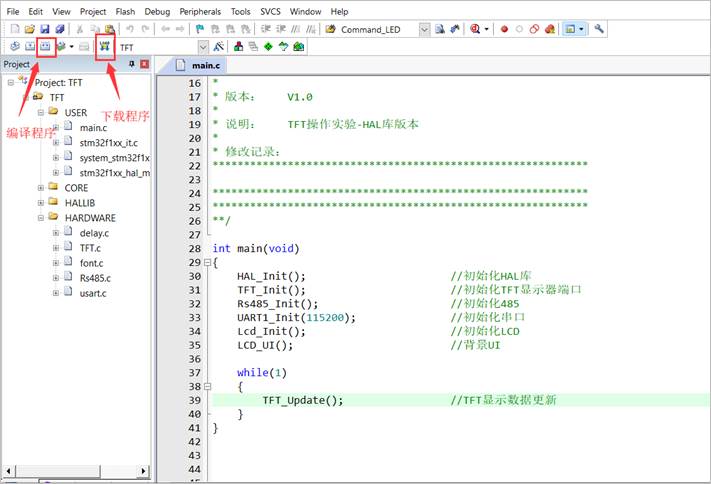 File Edit View Project Flash Debug Peripherals Tools SVCS Window Help
Command_LED
LOAD
TFT
Project
main.c
Project: TFT
TFT
USER
main.c
stm32f1xx_it.c
system_stm32f1x
stm32f1xx_hal_m
CORE
HALLIB
HARDWARE
delay.c
TFT.c
font.c
Rs485.c
usart.c
编译程序
下载程序
16 *
17 * 版本: V1.0
18 *
19 * 说明: TFT操作实验-HAL库版本
20 *
21 * 修改记录:
22 ************************************************************
23
24 ************************************************************
25 ************************************************************
26 **/
27
28 int main(void)
29 {
30 HAL_Init(); //初始化HAL库
31 TFT_Init(); //初始化TFT显示器端口
32 Rs485_Init(); //初始化485
33 UART1_Init(115200); //初始化串口
34 Lcd_Init(); //初始化LCD
35 LCD_UI(); //背景UI
36
37 while(1)
38 {
39 TFT_Update(); //TFT显示数据更新
40 }
41 }
42
43
44